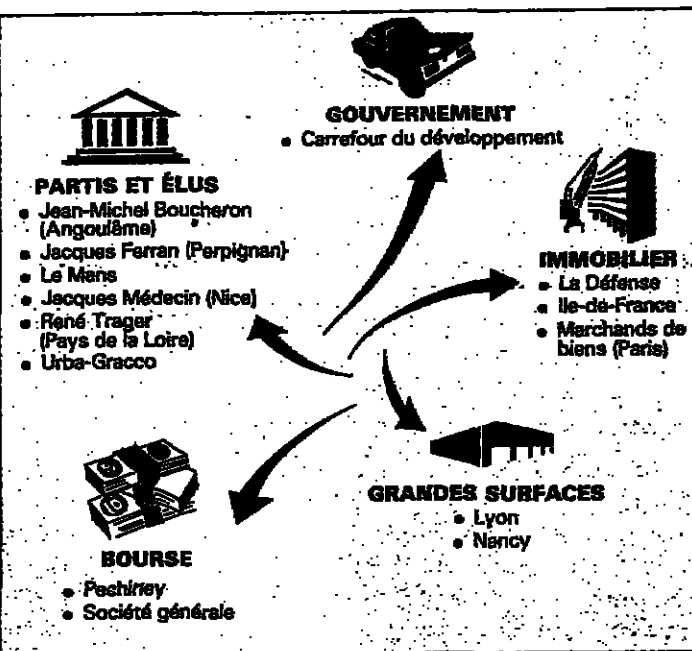 GOUVERNEMENT
• Carrefour du développement
PARTIS ET ÉLUS
• Jean-Michel Boucheron
(Angoulême)
• Jacques Ferran (Perpignan)
• Le Mans
• Jacques Médecin (Nice)
• René Trager
(Pays de la Loire)
• Urba-Gracco
IMMOBILIER
• La Défense
• Ile-de-France
• Marchands de
biens (Paris)
GRANDES SURFACES
• Lyon
• Nancy
BOURSE
• Pechiney
• Société générale